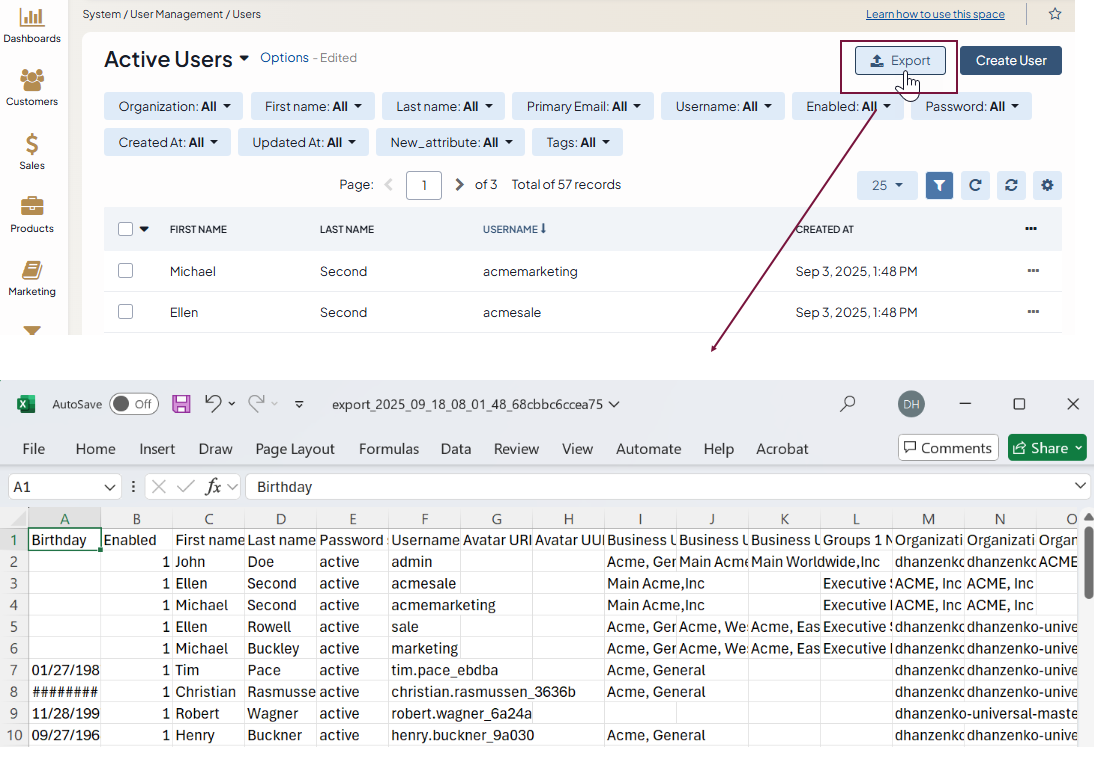 System / User Management / Users
Learn how to use this space
Dashboards
Customers
Sales
Products
Marketing
Active Users Options - Edited
Export Create User
Organization: All First name: All Last name: All Primary Email: All Username: All Enabled: All Password: All
Created At: All Updated At: All New_attribute: All Tags: All
Page: 1 of 3 Total of 57 records 25
FIRST NAME LAST NAME USERNAME CREATED AT
Michael Second acmemarketing Sep 3, 2025, 1:48 PM
Ellen Second acmesale Sep 3, 2025, 1:48 PM
AutoSave Off export_2025_09_18_08_01_48_68cbbc6ccea75 DH
File Home Insert Draw Page Layout Formulas Data Review View Automate Help Acrobat Comments Share
A1 fx Birthday
A B C D E F G H I J K L M N O
1 Birthday Enabled First name Last name Password Username Avatar URI Avatar UUI Business U Business U Business U Groups 1 N Organizati Organizati Organ
2 1 John Doe active admin Acme, Ger Main Acme Main Worldwide,Inc dhanzenko dhanzenko ACME
3 1 Ellen Second active acmesale Main Acme,Inc Executive ACME, Inc ACME, Inc
4 1 Michael Second active acmemarketing Main Acme,Inc Executive ACME, Inc ACME, Inc
5 1 Ellen Rowell active sale Acme, Ger Acme, Wes Acme, Eas Executive dhanzenko dhanzenko-unive
6 1 Michael Buckley active marketing Acme, Ger Acme, Wes Acme, Eas Executive dhanzenko dhanzenko-unive
7 01/27/198 1 Tim Pace active tim.pace_ebdba Acme, General dhanzenko dhanzenko-unive
8 ######## 1 Christian Rasmusse active christian.rasmussen_3636b Acme, General dhanzenko dhanzenko-unive
9 11/28/199 1 Robert Wagner active robert.wagner_6a24a dhanzenko-universal-maste
10 09/27/196 1 Henry Buckner active henry.buckner_9a030 Acme, General dhanzenko dhanzenko-unive